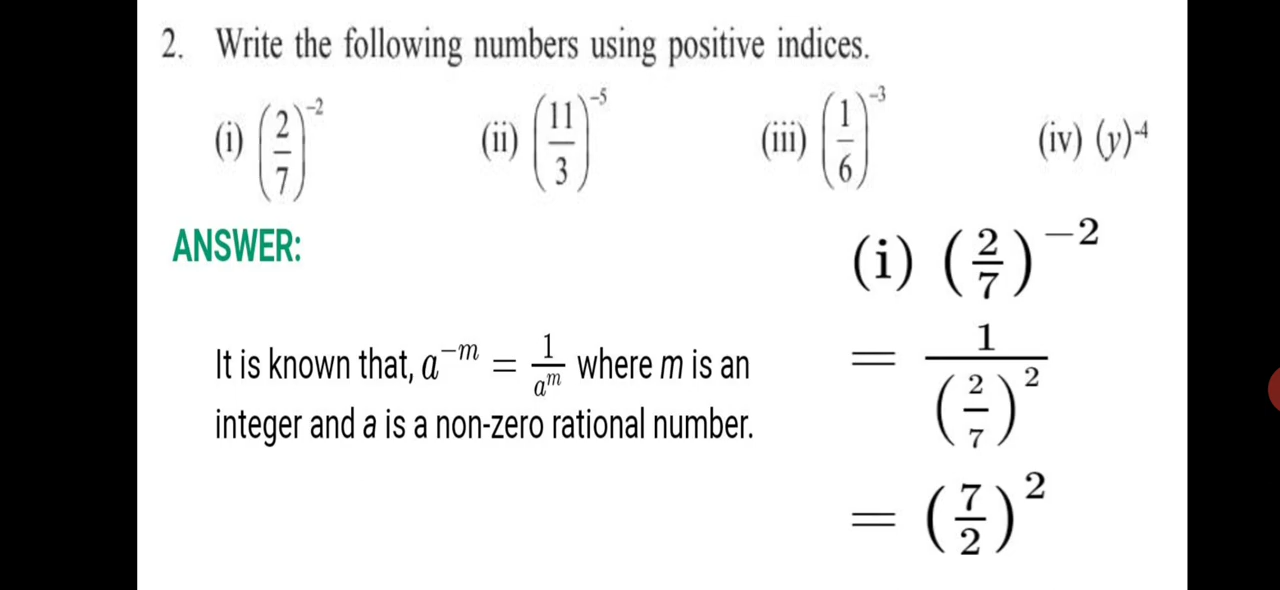 2. Write the following numbers using positive indices.
(i) (2/7)⁻² (ii) (11/3)⁻⁵ (iii) (1/6)⁻³ (iv) (y)⁻⁴
ANSWER:
It is known that, a⁻ᵐ = 1/aᵐ where m is an
integer and a is a non-zero rational number.
(i) (2/7)⁻²
= 1/(2/7)²
= (7/2)²